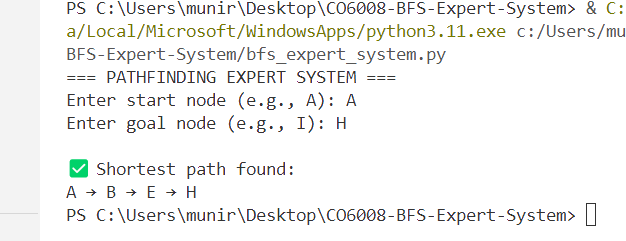 PS C:\Users\munir\Desktop\CO6008-BFS-Expert-System> & C:
a/Local/Microsoft/WindowsApps/python3.11.exe c:/Users/mu
BFS-Expert-System/bfs_expert_system.py
=== PATHFINDING EXPERT SYSTEM ===
Enter start node (e.g., A): A
Enter goal node (e.g., I): H
✅ Shortest path found:
A → B → E → H
PS C:\Users\munir\Desktop\CO6008-BFS-Expert-System>